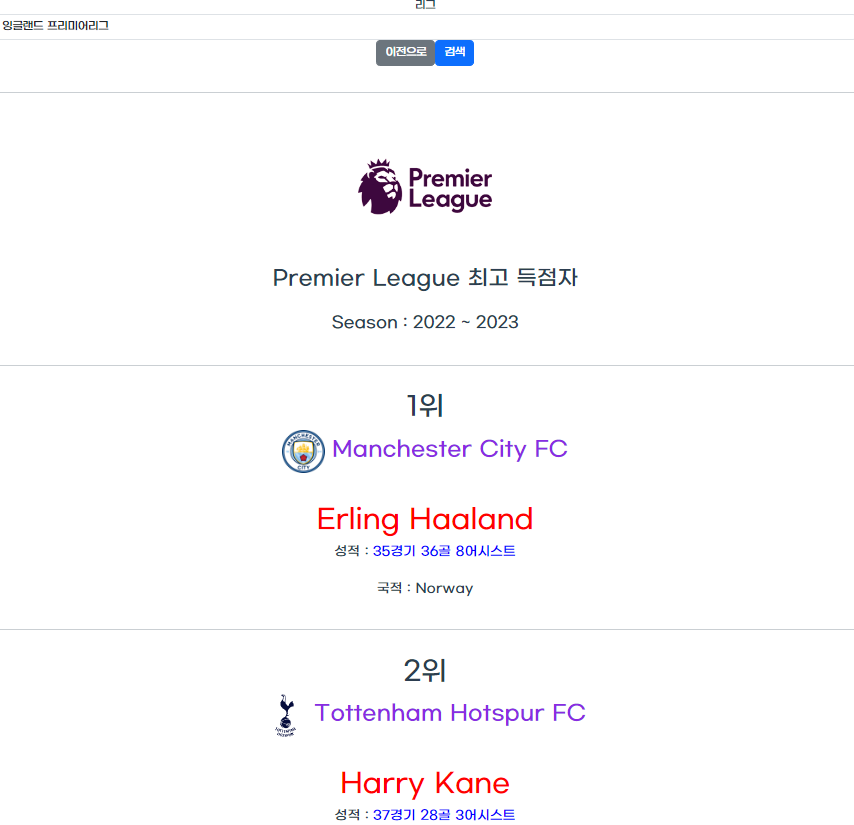 리그
잉글랜드 프리미어리그
이전으로 검색
Premier
League
Premier League 최고 득점자
Season : 2022 ~ 2023
1위
MANCHESTER
CITY
Manchester City FC
Erling Haaland
성적 : 35경기 36골 8어시스트
국적 : Norway
2위
Tottenham Hotspur FC
Harry Kane
성적 : 37경기 28골 3어시스트